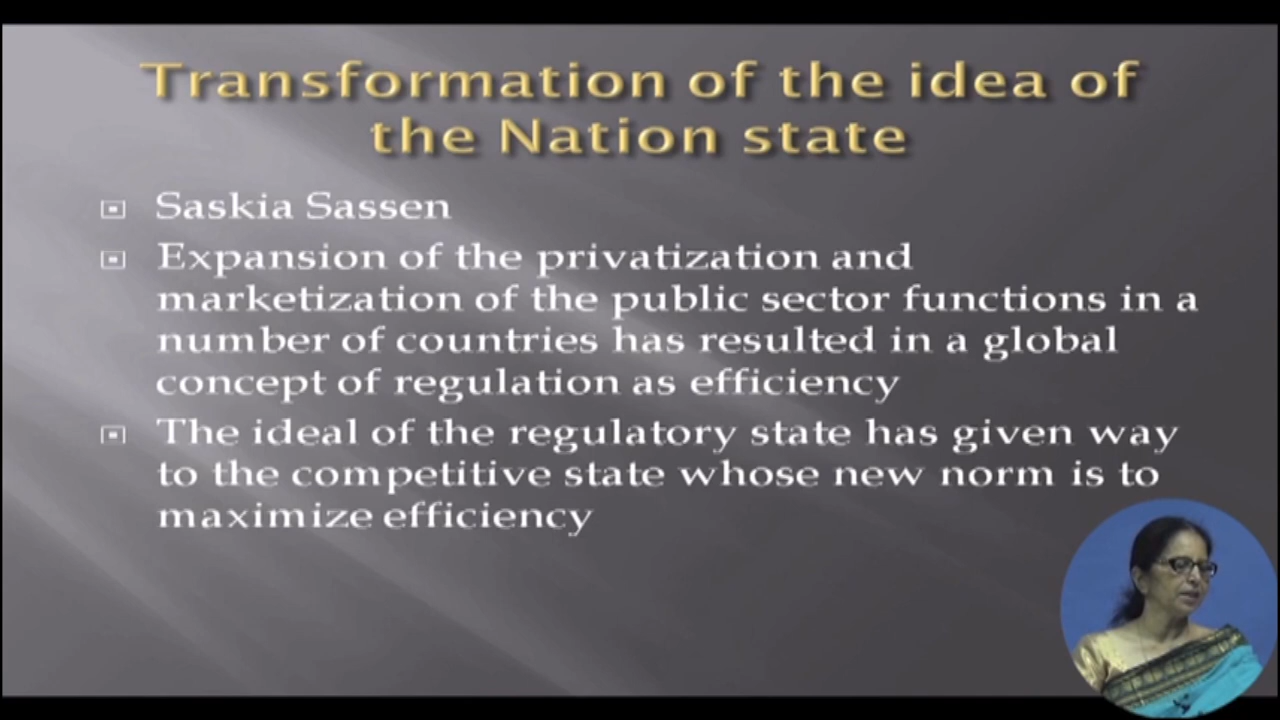 Transformation of the idea of
the Nation state
Saskia Sassen
Expansion of the privatization and
marketization of the public sector functions in a
number of countries has resulted in a global
concept of regulation as efficiency
The ideal of the regulatory state has given way
to the competitive state whose new norm is to
maximize efficiency